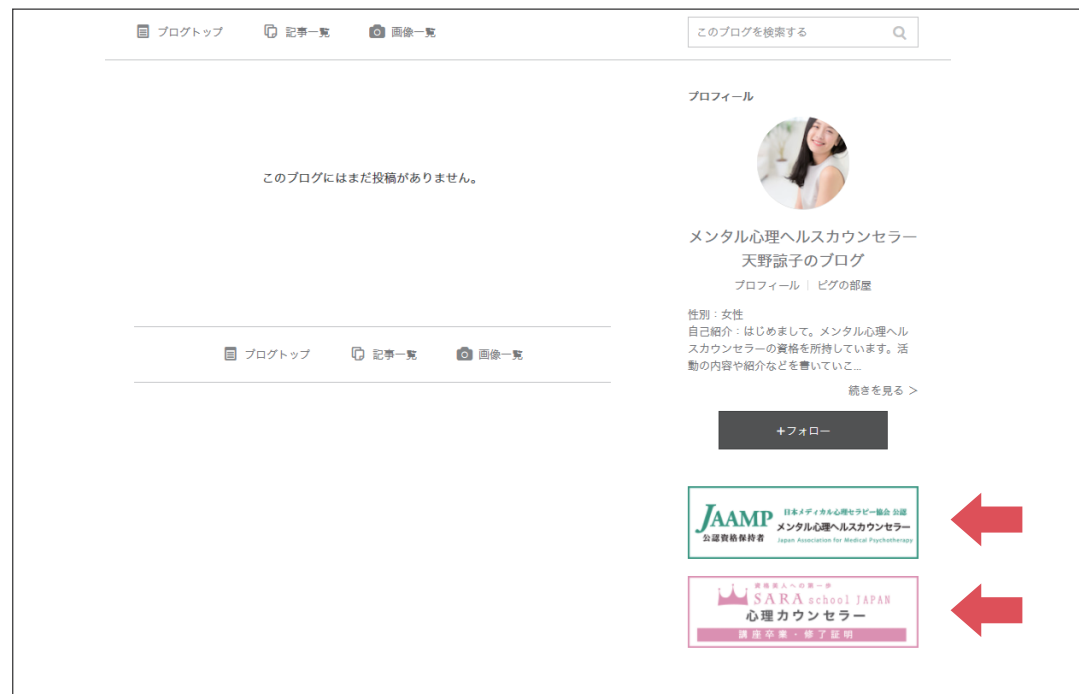 ブログトップ 記事一覧 画像一覧
このブログを検索する
このブログにはまだ投稿がありません。
ブログトップ 記事一覧 画像一覧
プロフィール
メンタル心理ヘルスカウンセラー
天野諒子のブログ
プロフィール ピグの部屋
性別:女性
自己紹介:はじめまして。メンタル心理ヘル
スカウンセラーの資格を所持しています。活
動の内容や紹介などを書いていこ...
続きを見る >
+フォロー
JAAMP
公認資格保持者
日本メディカル心理セラピー協会 公認
メンタル心理ヘルスカウンセラー
Japan Association for Medical Psychotherapy
資格美人への第一歩
SARA school JAPAN
心理カウンセラー
講座卒業・修了証明